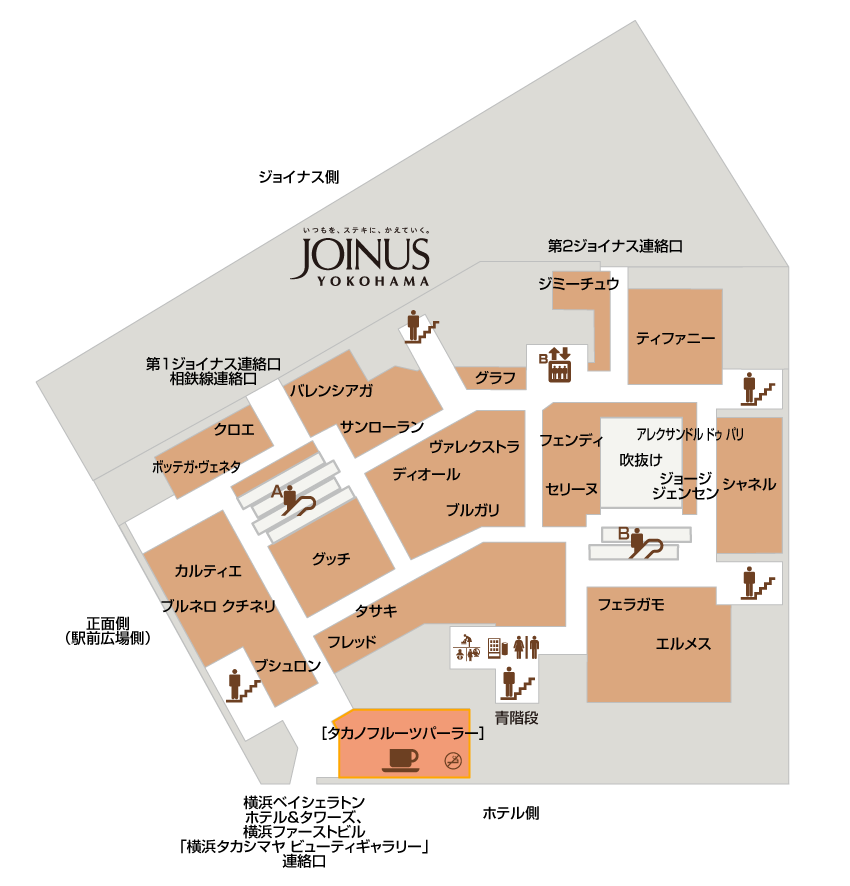 ジョイナス側
いつもを、ステキに、かえていく。
JOINUS
YOKOHAMA
第2ジョイナス連絡口
ジミーチュウ
ティファニー
第1ジョイナス連絡口
相鉄線連絡口
B
グラフ
バレンシアガ
クロエ
サンローラン
ボッテガ・ヴェネタ
ヴァレクストラ
フェンディ
アレクサンドル ドゥ パリ
吹抜け
ディオール
A
セリーヌ
ジョージ
ジェンセン
シャネル
ブルガリ
B
グッチ
カルティエ
ブルネロ クチネリ
タサキ
フェラガモ
正面側
（駅前広場側）
フレッド
エルメス
ブシュロン
青階段
［タカノフルーツパーラー］
横浜ベイシェラトン
ホテル&タワーズ、
横浜ファーストビル
「横浜タカシマヤ ビューティギャラリー」
連絡口
ホテル側